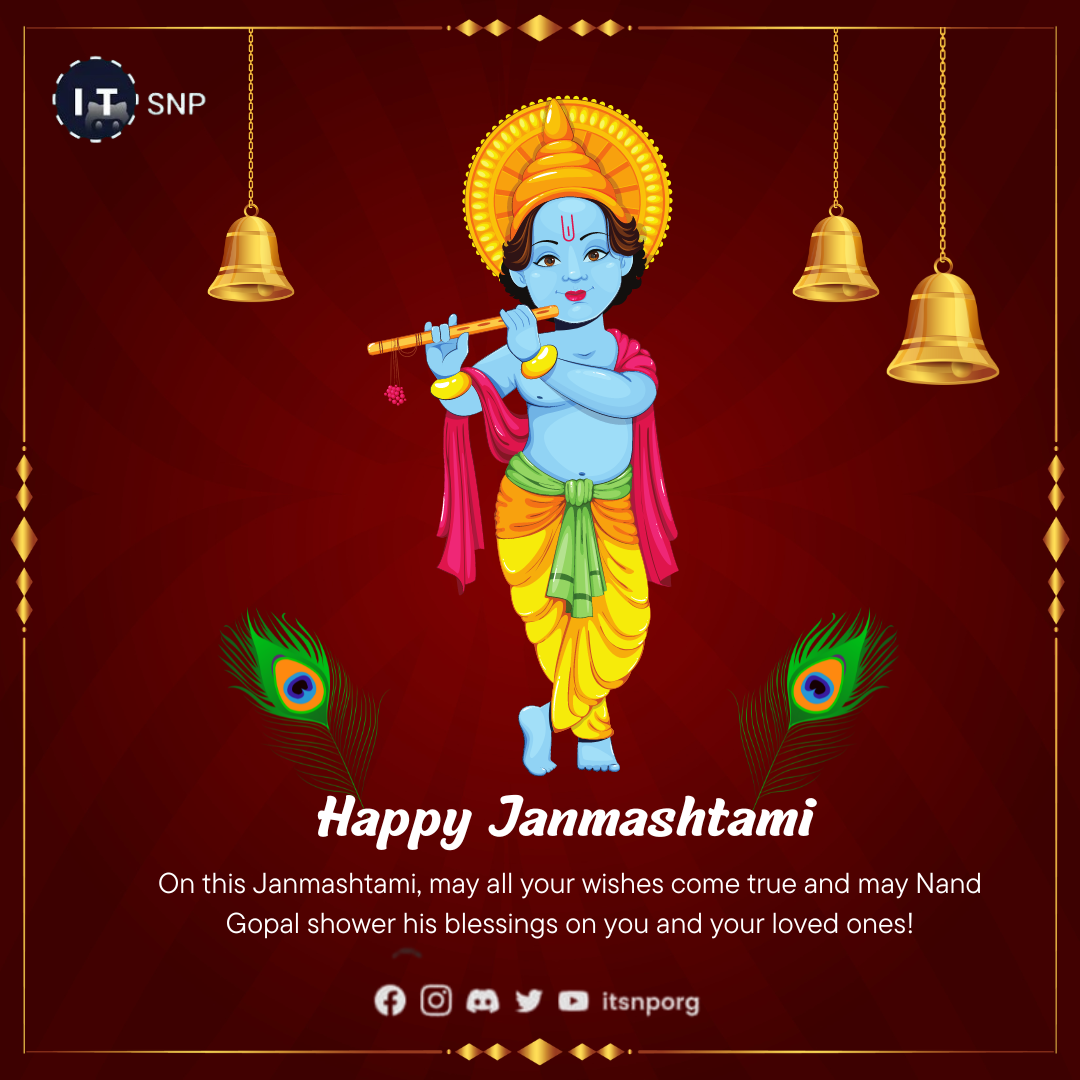 IT SNP
Happy Janmashtami
On this Janmashtami, may all your wishes come true and may Nand
Gopal shower his blessings on you and your loved ones!
itsnporg